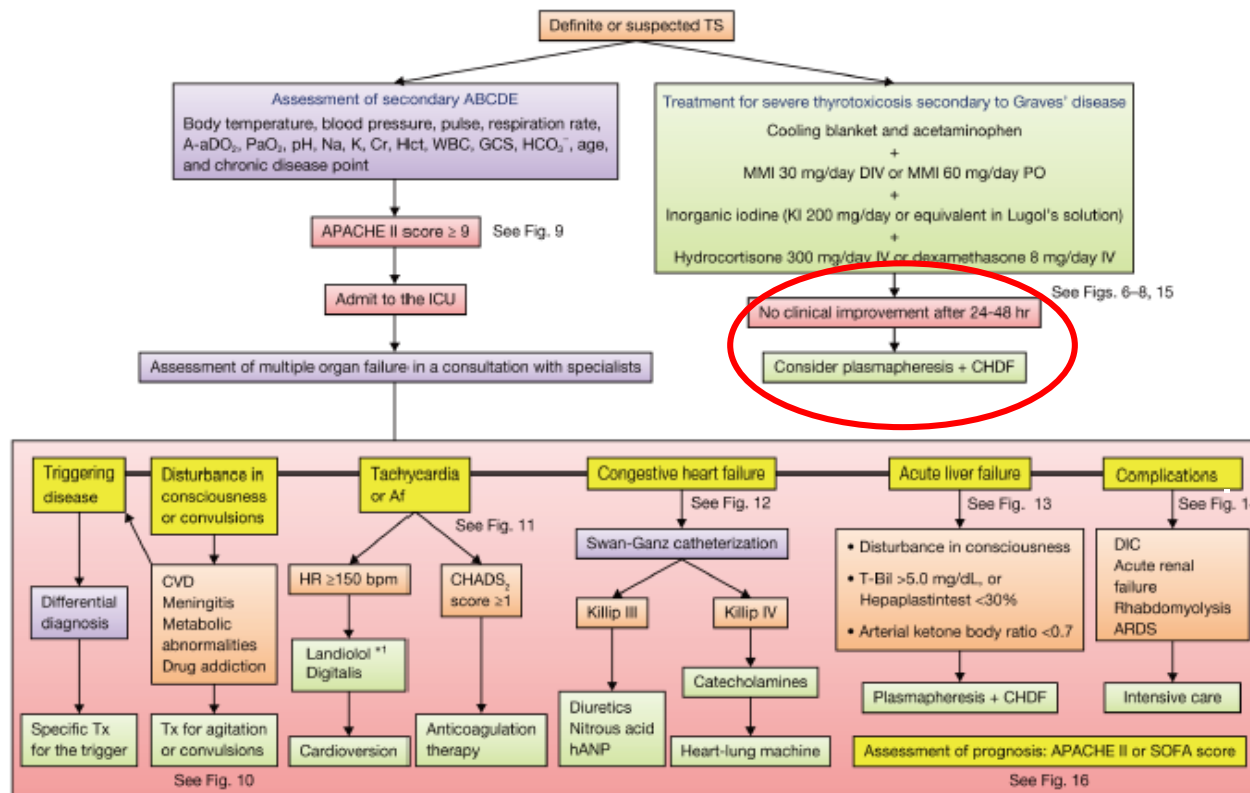 Definite or suspected TS
Assessment of secondary ABCDE
Body temperature, blood pressure, pulse, respiration rate,
A-aDO₂, PaO₂, pH, Na, K, Cr, Hct, WBC, GCS, HCO₃⁻, age,
and chronic disease point
APACHE II score ≥ 9
See Fig. 9
Admit to the ICU
Assessment of multiple organ failure in a consultation with specialists
Treatment for severe thyrotoxicosis secondary to Graves' disease
Cooling blanket and acetaminophen
+
MMI 30 mg/day DIV or MMI 60 mg/day PO
+
Inorganic iodine (KI 200 mg/day or equivalent in Lugol's solution)
+
Hydrocortisone 300 mg/day IV or dexamethasone 8 mg/day IV
See Figs. 6–8, 15
No clinical improvement after 24-48 hr
Consider plasmapheresis + CHDF
Triggering
disease
Differential
diagnosis
Specific Tx
for the trigger
Disturbance in
consciousness
or convulsions
CVD
Meningitis
Metabolic
abnormalities
Drug addiction
Tx for agitation
or convulsions
See Fig. 10
Tachycardia
or Af
See Fig. 11
HR ≥150 bpm
Landiolol *¹
Digitalis
Cardioversion
CHADS₂
score ≥1
Anticoagulation
therapy
Congestive heart failure
See Fig. 12
Swan-Ganz catheterization
Killip III
Diuretics
Nitrous acid
hANP
Killip IV
Catecholamines
Heart-lung machine
Acute liver failure
See Fig. 13
• Disturbance in consciousness
• T-Bil >5.0 mg/dL, or
Hepaplastintest <30%
• Arterial ketone body ratio <0.7
Plasmapheresis + CHDF
Complications
See Fig. 1
DIC
Acute renal
failure
Rhabdomyolysis
ARDS
Intensive care
Assessment of prognosis: APACHE II or SOFA score
See Fig. 16